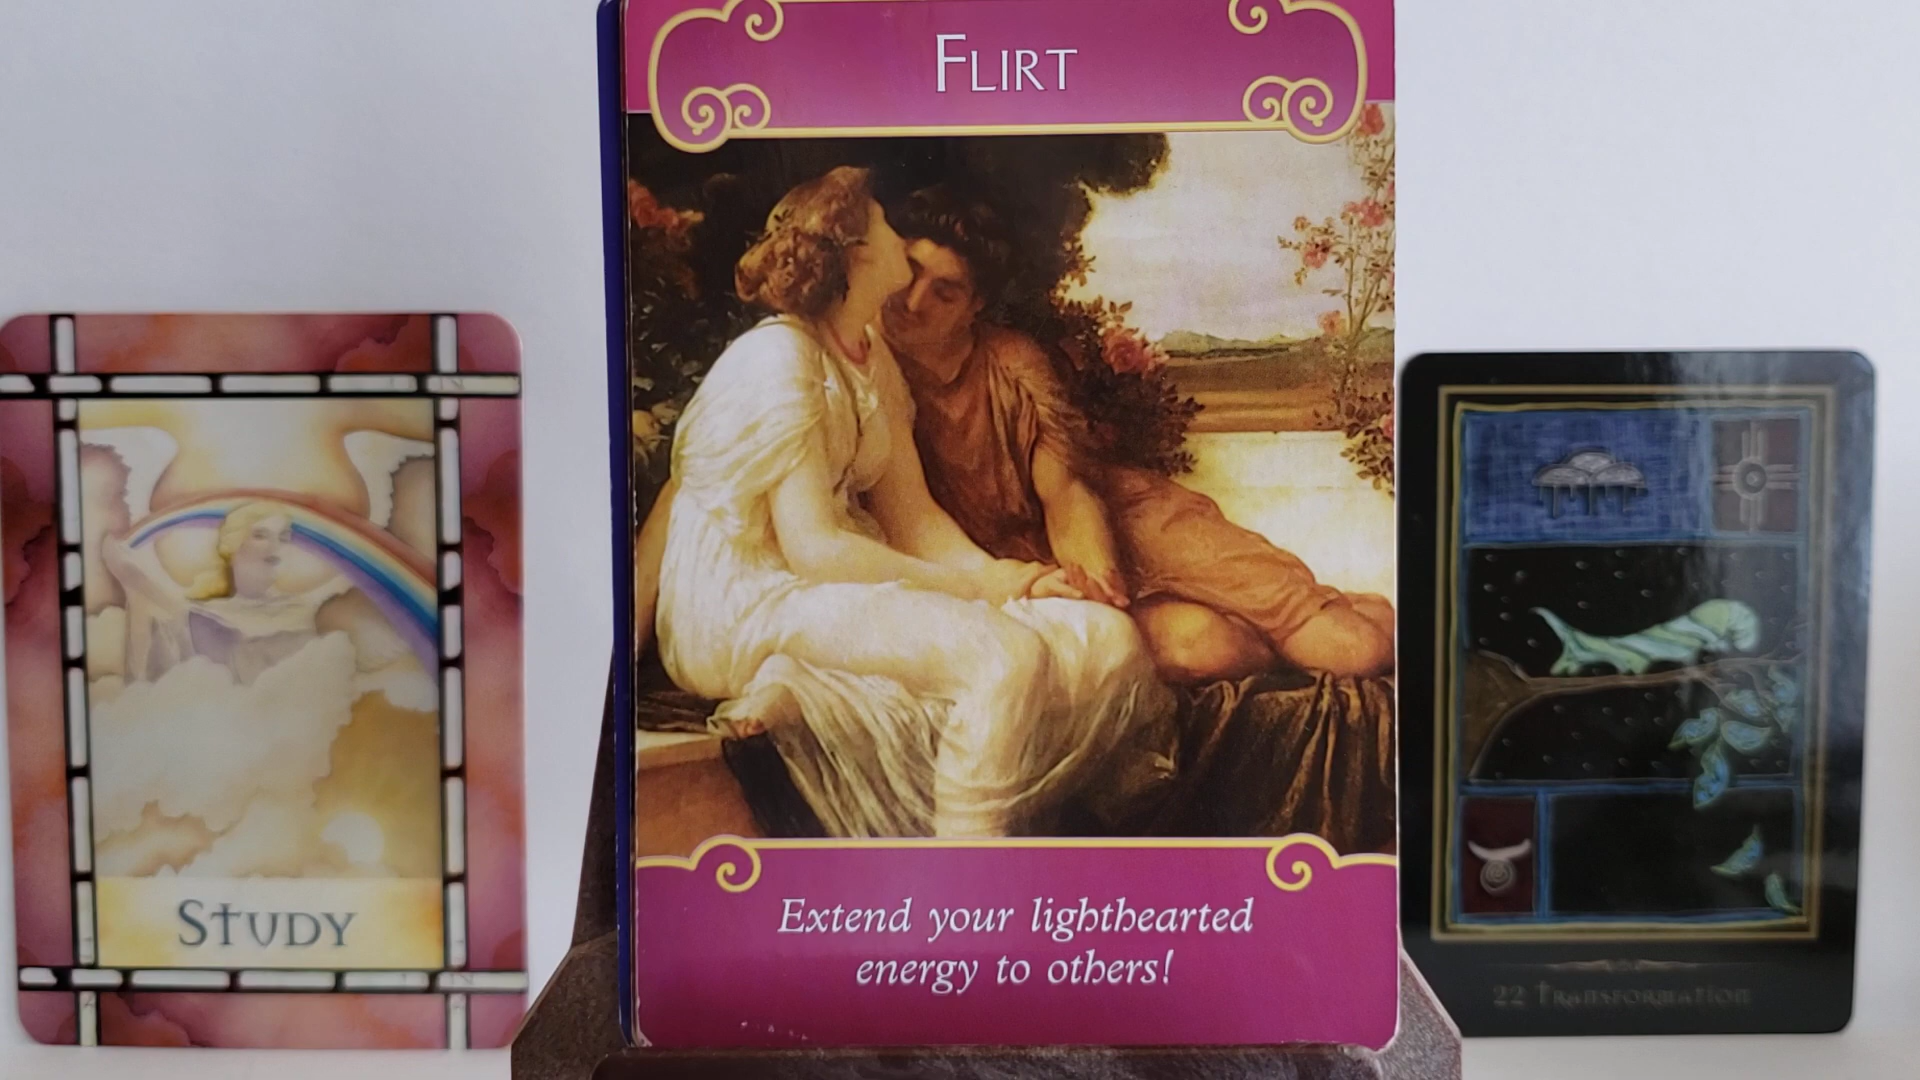 FLIRT
Extend your lighthearted
energy to others!
STUDY
22 TRANSFORMATION